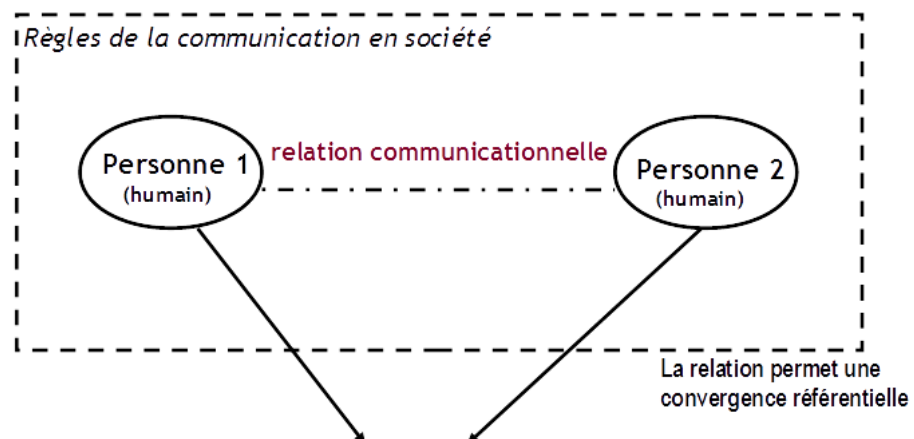 Règles de la communication en société
relation communicationnelle
Personne 1
(humain)
Personne 2
(humain)
La relation permet une
convergence référentielle